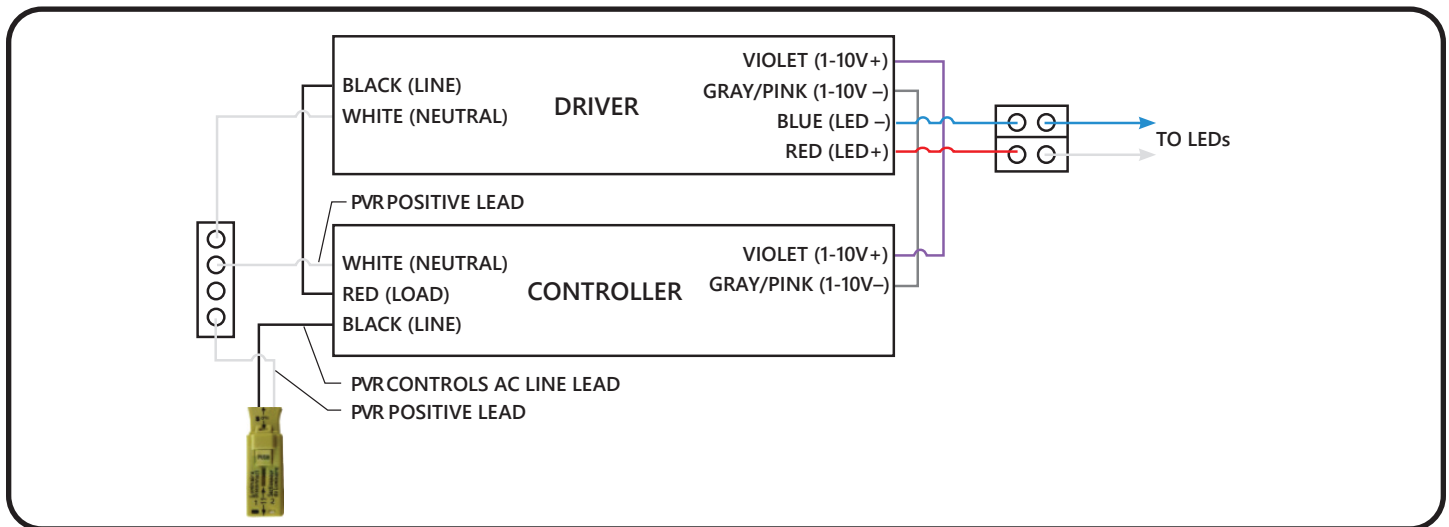 VIOLET (1-10V+)
BLACK (LINE)
GRAY/PINK (1-10V –)
DRIVER
WHITE (NEUTRAL)
BLUE (LED –)
RED (LED+)
TO LEDs
PVR POSITIVE LEAD
VIOLET (1-10V+)
WHITE (NEUTRAL)
GRAY/PINK (1-10V–)
RED (LOAD)
CONTROLLER
BLACK (LINE)
PVR CONTROLS AC LINE LEAD
PVR POSITIVE LEAD